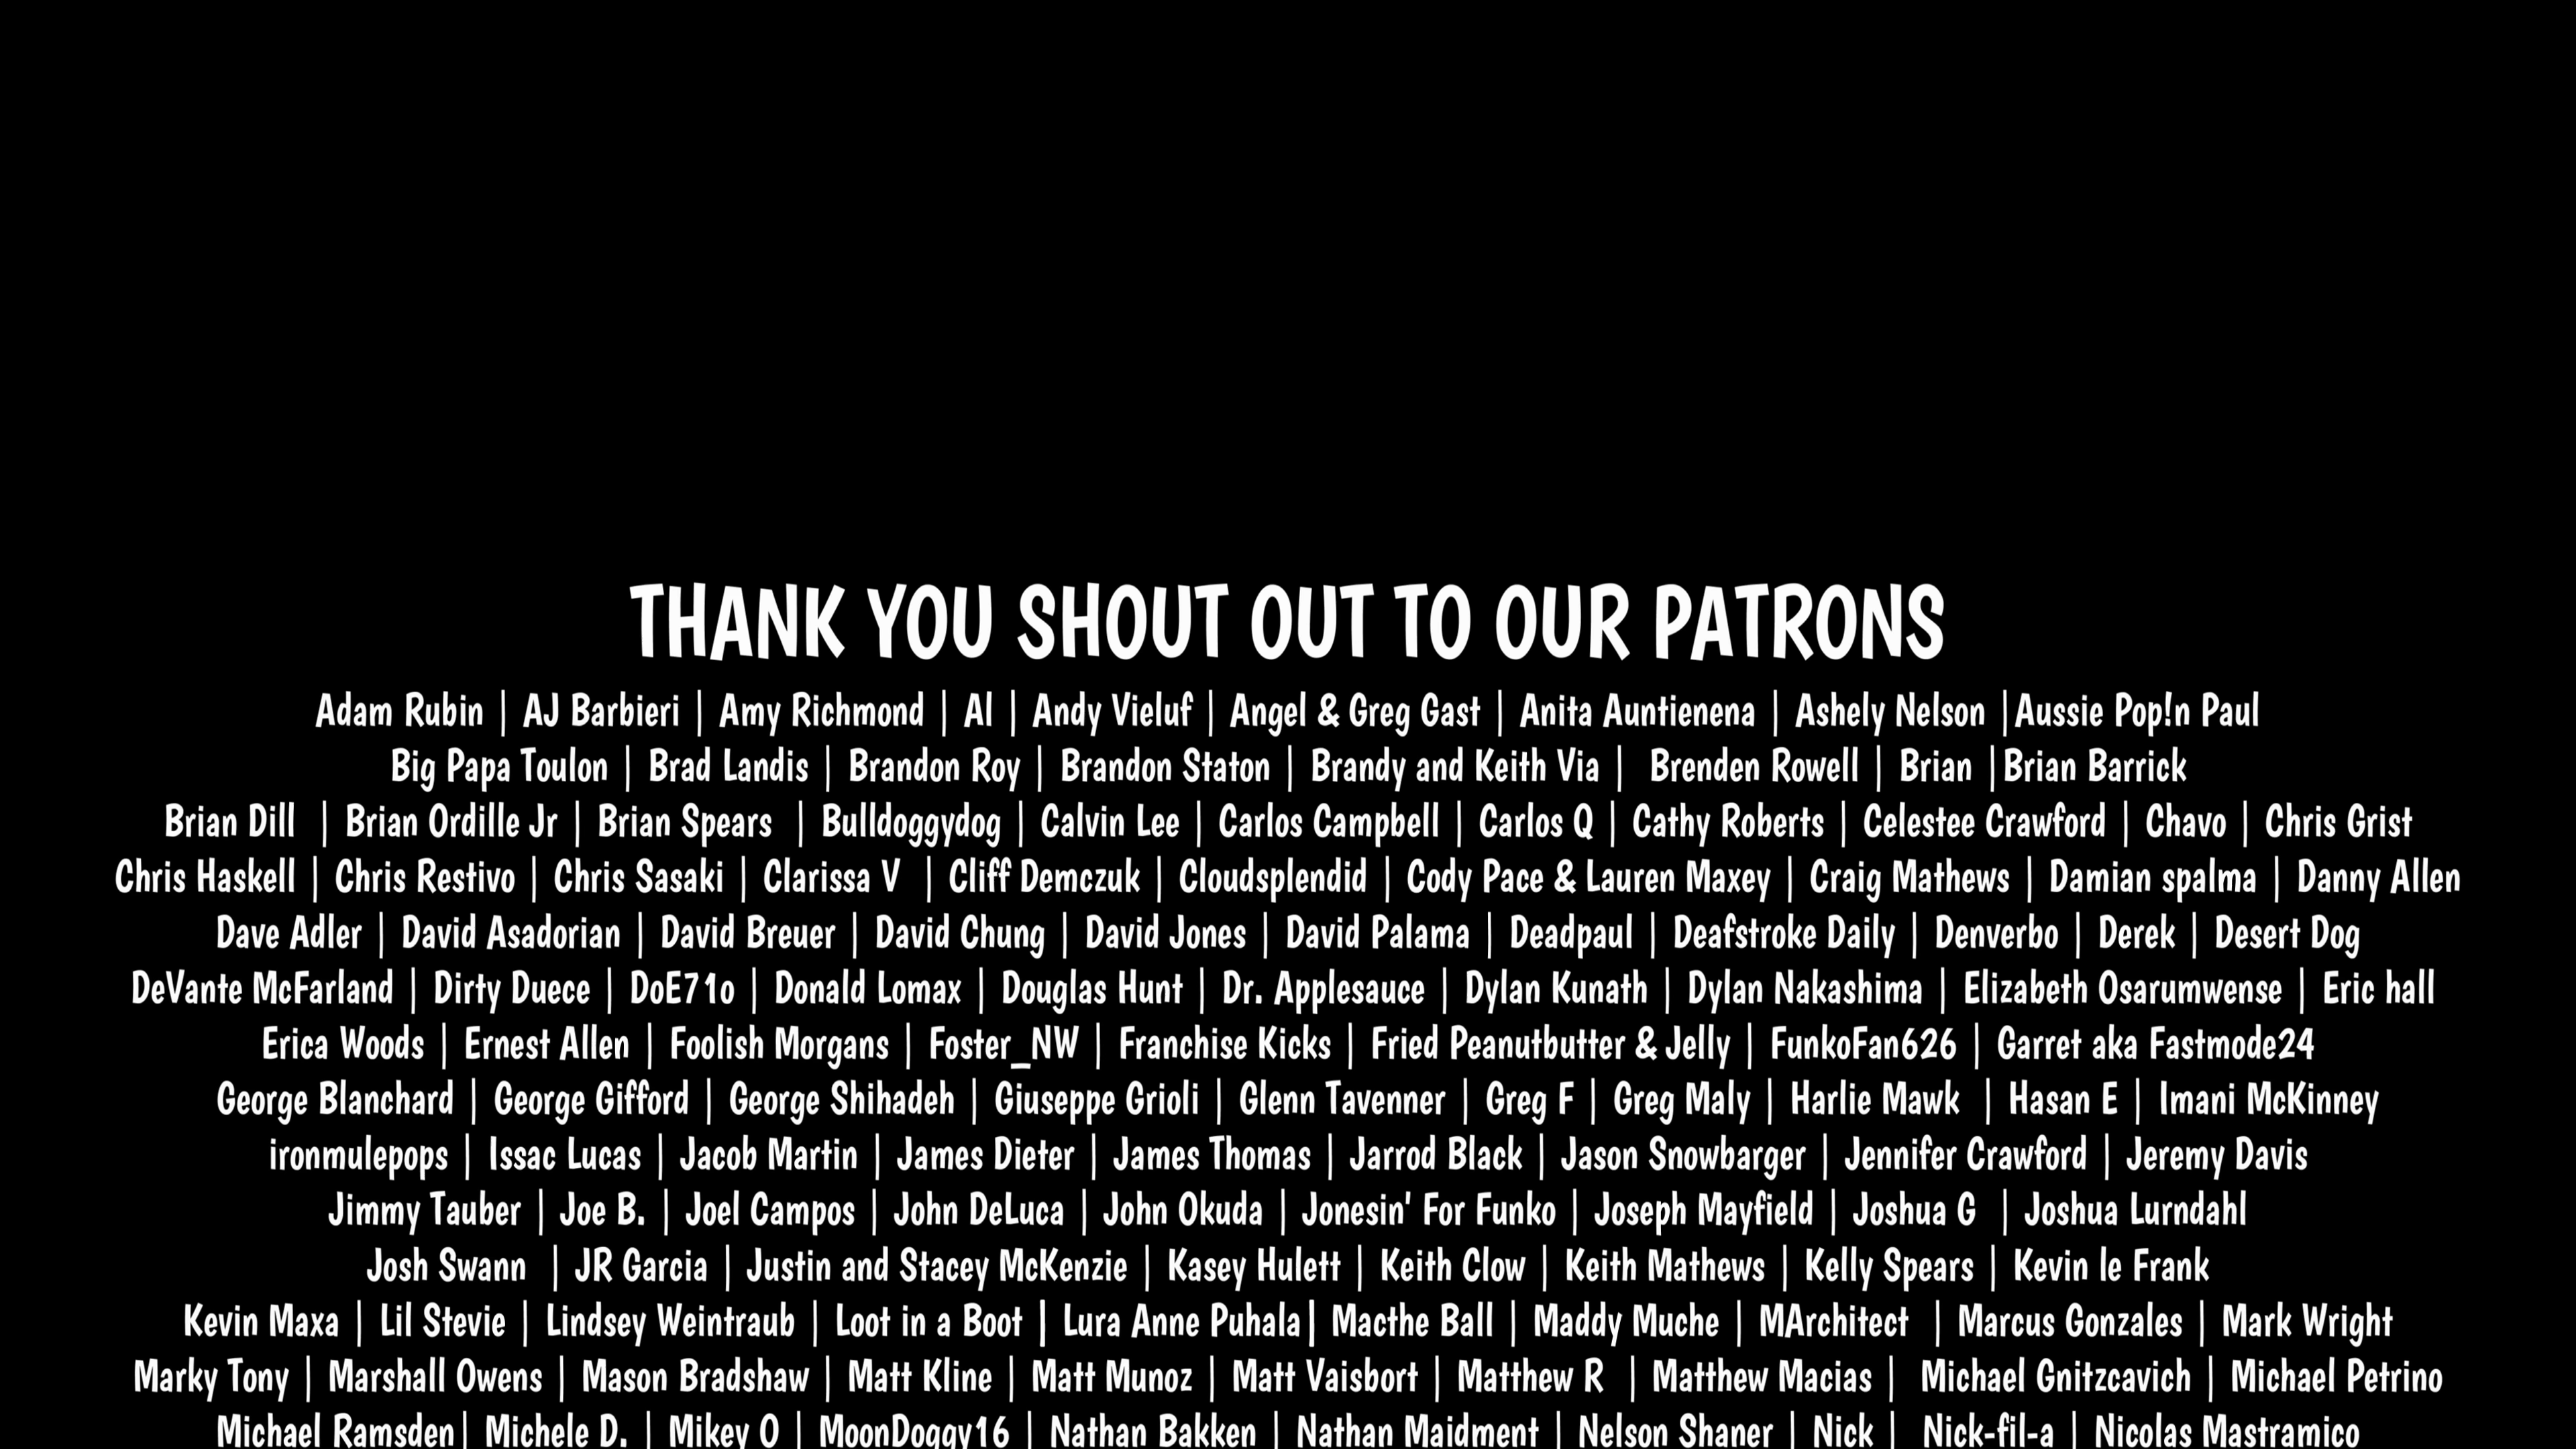 THANK YOU SHOUT OUT TO OUR PATRONS
Adam Rubin | AJ Barbieri | Amy Richmond | Al | Andy Vieluf | Angel & Greg Gast | Anita Auntienena | Ashely Nelson |Aussie Pop!n Paul
Big Papa Toulon | Brad Landis | Brandon Roy | Brandon Staton | Brandy and Keith Via | Brenden Rowell | Brian |Brian Barrick
Brian Dill | Brian Ordille Jr | Brian Spears | Bulldoggydog | Calvin Lee | Carlos Campbell | Carlos Q | Cathy Roberts | Celestee Crawford | Chavo | Chris Grist
Chris Haskell | Chris Restivo | Chris Sasaki | Clarissa V | Cliff Demczuk | Cloudsplendid | Cody Pace & Lauren Maxey | Craig Mathews | Damian spalma | Danny Allen
Dave Adler | David Asadorian | David Breuer | David Chung | David Jones | David Palama | Deadpaul | Deafstroke Daily | Denverbo | Derek | Desert Dog
DeVante McFarland | Dirty Duece | DoE71o | Donald Lomax | Douglas Hunt | Dr. Applesauce | Dylan Kunath | Dylan Nakashima | Elizabeth Osarumwense | Eric hall
Erica Woods | Ernest Allen | Foolish Morgans | Foster_NW | Franchise Kicks | Fried Peanutbutter & Jelly | FunkoFan626 | Garret aka Fastmode24
George Blanchard | George Gifford | George Shihadeh | Giuseppe Grioli | Glenn Tavenner | Greg F | Greg Maly | Harlie Mawk | Hasan E | Imani McKinney
ironmulepops | Issac Lucas | Jacob Martin | James Dieter | James Thomas | Jarrod Black | Jason Snowbarger | Jennifer Crawford | Jeremy Davis
Jimmy Tauber | Joe B. | Joel Campos | John DeLuca | John Okuda | Jonesin' For Funko | Joseph Mayfield | Joshua G | Joshua Lurndahl
Josh Swann | JR Garcia | Justin and Stacey McKenzie | Kasey Hulett | Keith Clow | Keith Mathews | Kelly Spears | Kevin le Frank
Kevin Maxa | Lil Stevie | Lindsey Weintraub | Loot in a Boot | Lura Anne Puhala| Macthe Ball | Maddy Muche | MArchitect | Marcus Gonzales | Mark Wright
Marky Tony | Marshall Owens | Mason Bradshaw | Matt Kline | Matt Munoz | Matt Vaisbort | Matthew R | Matthew Macias | Michael Gnitzcavich | Michael Petrino
Michael Ramsden| Michele D. | Mikey O | MoonDoggy16 | Nathan Bakken | Nathan Maidment | Nelson Shaner | Nick | Nick-fil-a | Nicolas Mastramico